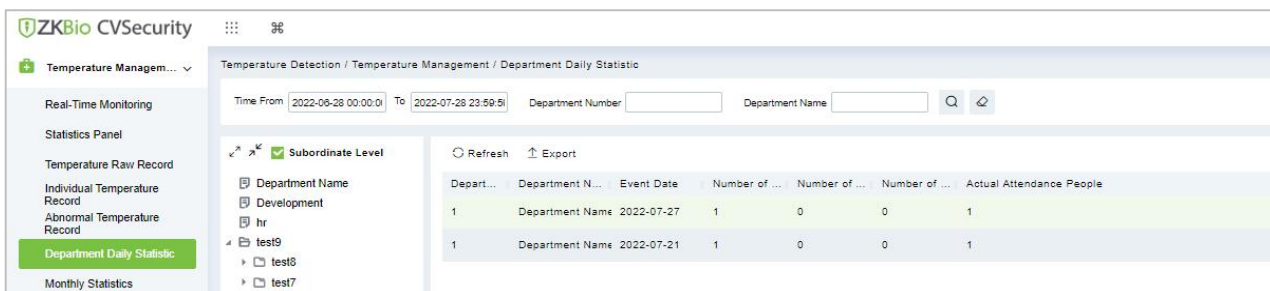 ZKBio CVSecurity
Temperature Managem...
Temperature Detection / Temperature Management / Department Daily Statistic
Real-Time Monitoring
Statistics Panel
Temperature Raw Record
Individual Temperature
Record
Abnormal Temperature
Record
Department Daily Statistic
Monthly Statistics
Time From 2022-06-28 00:00:0 To 2022-07-28 23:59:5 Department Number Department Name
Subordinate Level
Department Name
Development
hr
test9
test8
test7
Refresh Export
Depart... Department N... Event Date Number of ... Number of ... Number of ... Actual Attendance People
1 Department Name 2022-07-27 1 0 0 1
1 Department Name 2022-07-21 1 0 0 1